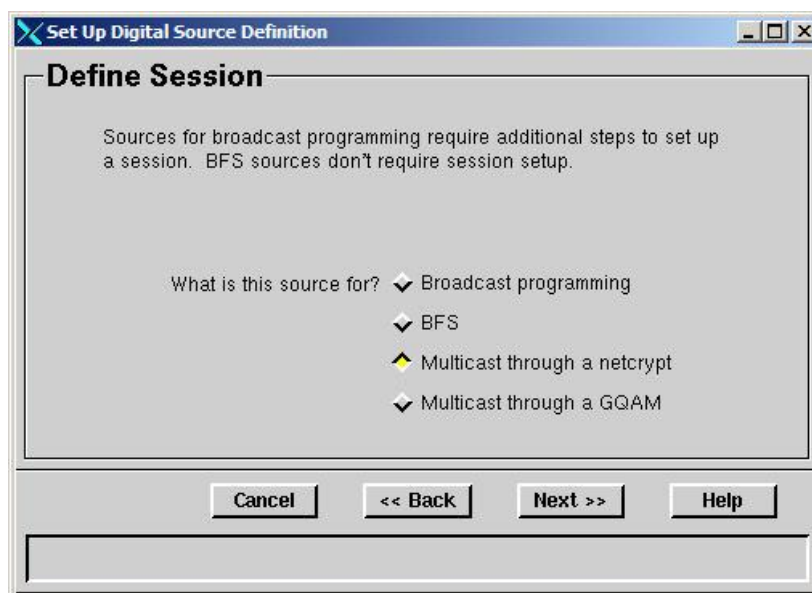 Set Up Digital Source Definition
Define Session
Sources for broadcast programming require additional steps to set up
a session. BFS sources don't require session setup.
What is this source for? Broadcast programming
BFS
Multicast through a netcrypt
Multicast through a GQAM
Cancel << Back Next >> Help